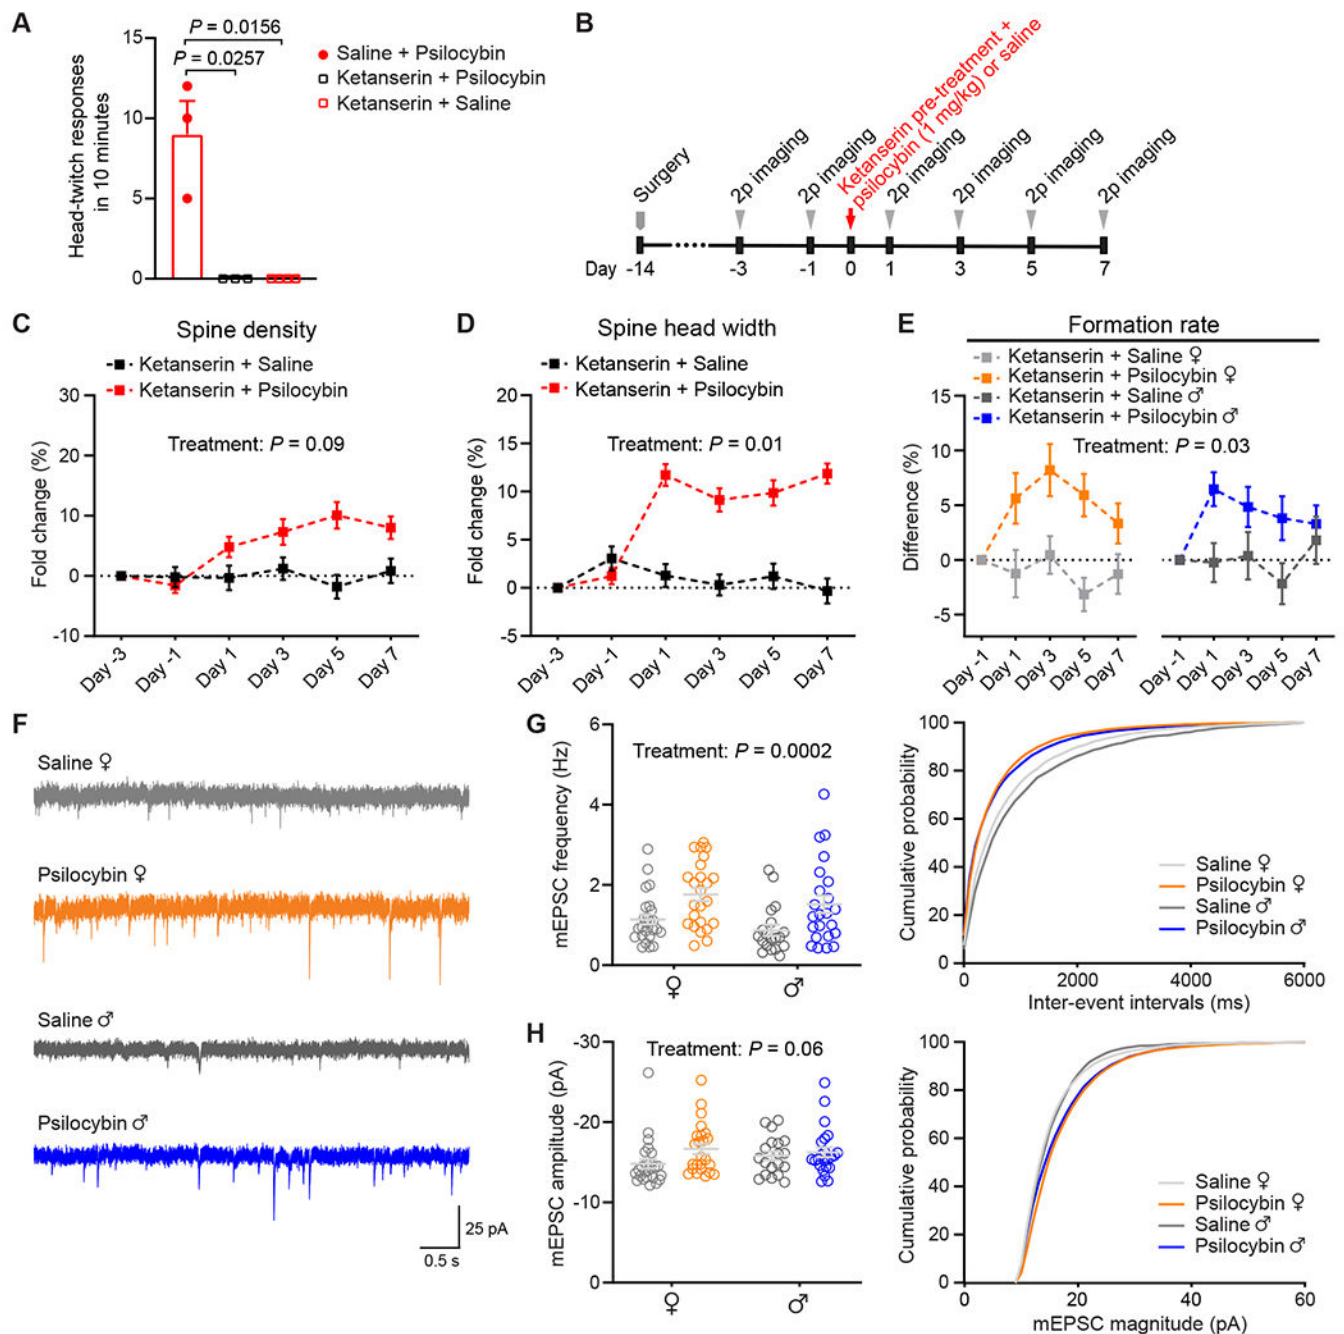 A
P = 0.0156
P = 0.0257
Head-twitch responses
in 10 minutes
15
10
5
0
Saline + Psilocybin
Ketanserin + Psilocybin
Ketanserin + Saline
B
Surgery
2p imaging
2p imaging
Ketanserin pre-treatment +
psilocybin (1 mg/kg) or saline
2p imaging
2p imaging
2p imaging
2p imaging
Day -14 -3 -1 0 1 3 5 7
C
Spine density
Ketanserin + Saline
Ketanserin + Psilocybin
Treatment: P = 0.09
Fold change (%)
30
20
10
0
-10
Day -3 Day -1 Day 1 Day 3 Day 5 Day 7
D
Spine head width
Ketanserin + Saline
Ketanserin + Psilocybin
Treatment: P = 0.01
Fold change (%)
20
15
10
5
0
-5
Day -3 Day -1 Day 1 Day 3 Day 5 Day 7
E
Formation rate
Ketanserin + Saline ♀
Ketanserin + Psilocybin ♀
Ketanserin + Saline ♂
Ketanserin + Psilocybin ♂
Treatment: P = 0.03
Difference (%)
15
10
5
0
-5
Day -1 Day 1 Day 3 Day 5 Day 7
Day -1 Day 1 Day 3 Day 5 Day 7
F
Saline ♀
Psilocybin ♀
Saline ♂
Psilocybin ♂
25 pA
0.5 s
G
Treatment: P = 0.0002
mEPSC frequency (Hz)
6
4
2
0
♀ ♂
Cumulative probability
100
80
60
40
20
0
Saline ♀
Psilocybin ♀
Saline ♂
Psilocybin ♂
0 2000 4000 6000
Inter-event intervals (ms)
H
Treatment: P = 0.06
mEPSC ampilitude (pA)
-30
-20
-10
0
♀ ♂
Cumulative probability
100
80
60
40
20
0
Saline ♀
Psilocybin ♀
Saline ♂
Psilocybin ♂
0 20 40 60
mEPSC magnitude (pA)